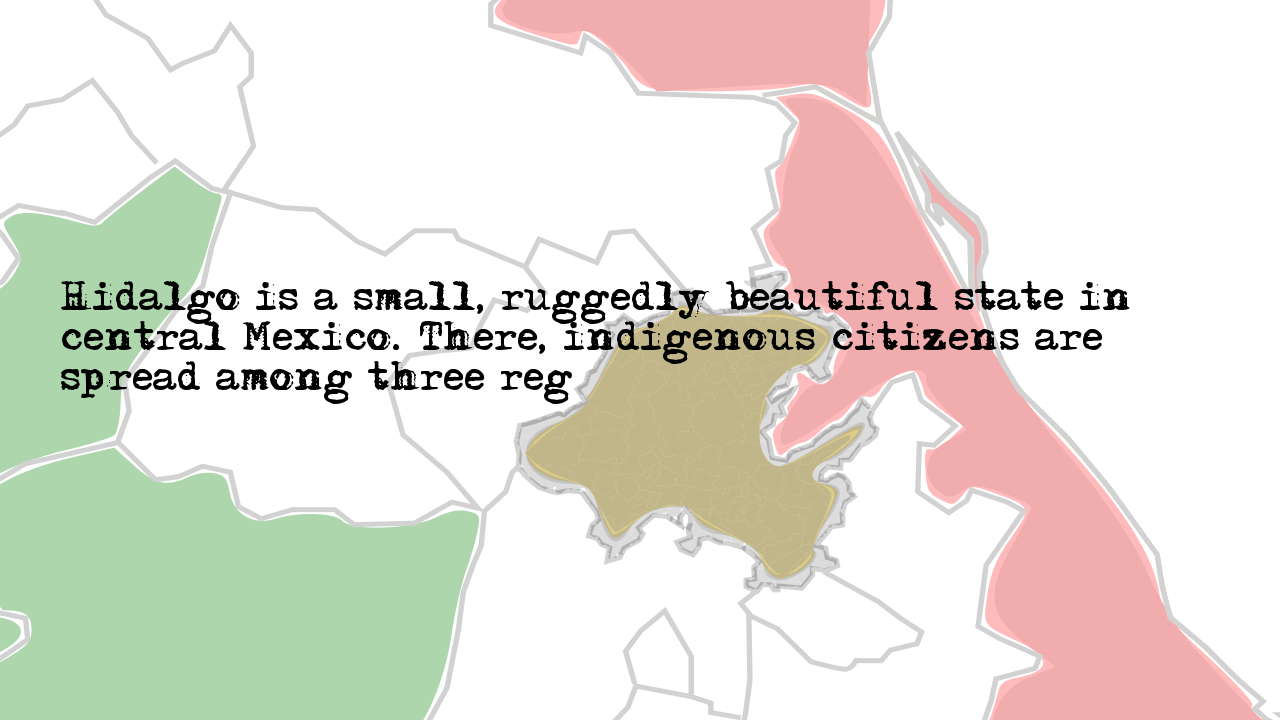 Hidalgo is a small, ruggedly beautiful state in
central Mexico. There, indigenous citizens are
spread among three reg